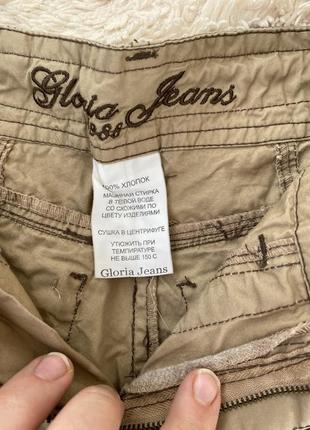 Gloria Jeans
100% ХЛОПОК
МАШИННАЯ СТИРКА
В ТЕПЛОЙ ВОДЕ
СО СХОЖИМИ ПО
ЦВЕТУ ИЗДЕЛИЯМИ
СУШКА В ЦЕНТРИФУГЕ
УТЮЖИТЬ ПРИ
ТЕМПЕРАТУРЕ
НЕ ВЫШЕ 150 С
Gloria Jeans